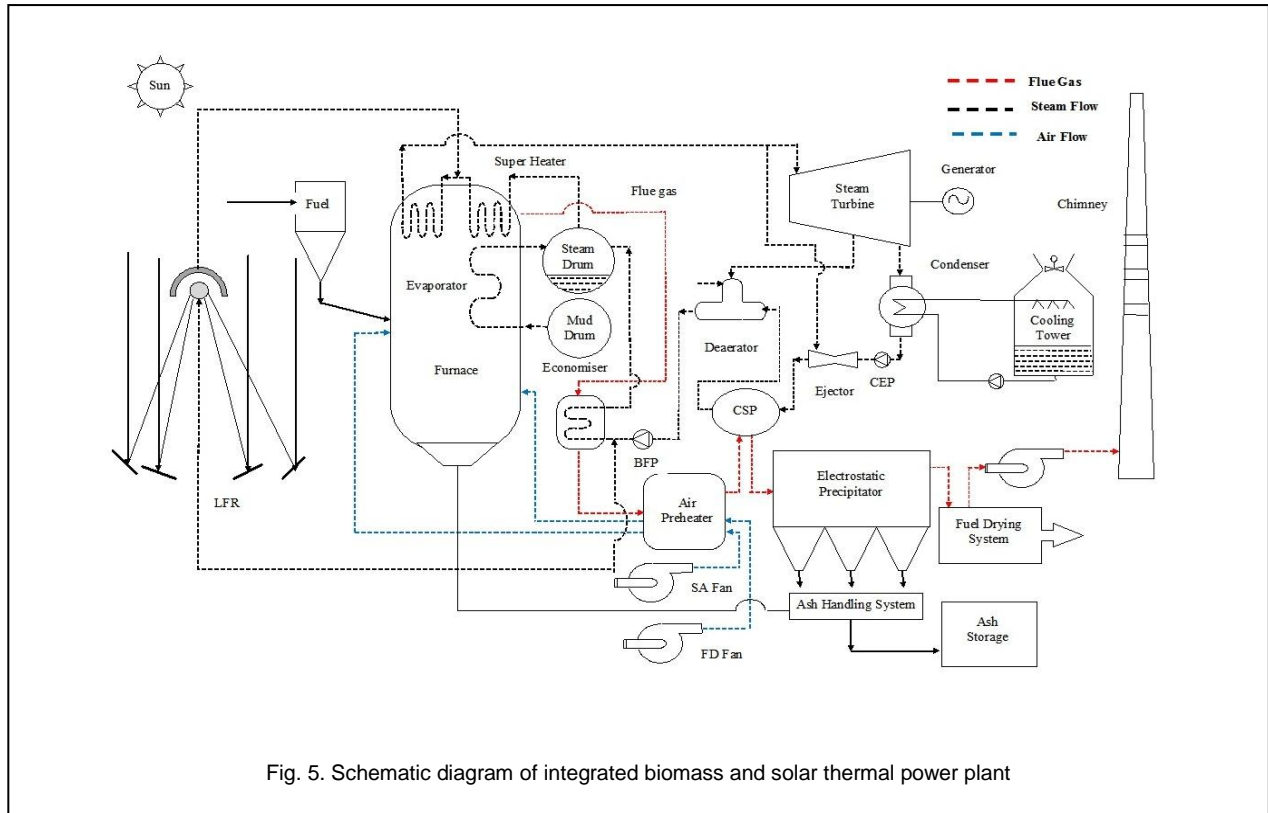 Sun
Flue Gas
Steam Flow
Air Flow
Super Heater
Fuel
Flue gas
Steam
Turbine
Generator
Chimney
Steam
Drum
Evaporator
Condenser
Mud
Drum
Cooling
Tower
Economiser
Deaerator
Furnace
Ejector
CEP
CSP
BFP
LFR
Air
Preheater
Electrostatic
Precipitator
Fuel Drying
System
SA Fan
Ash Handling System
Ash
Storage
FD Fan
Fig. 5. Schematic diagram of integrated biomass and solar thermal power plant